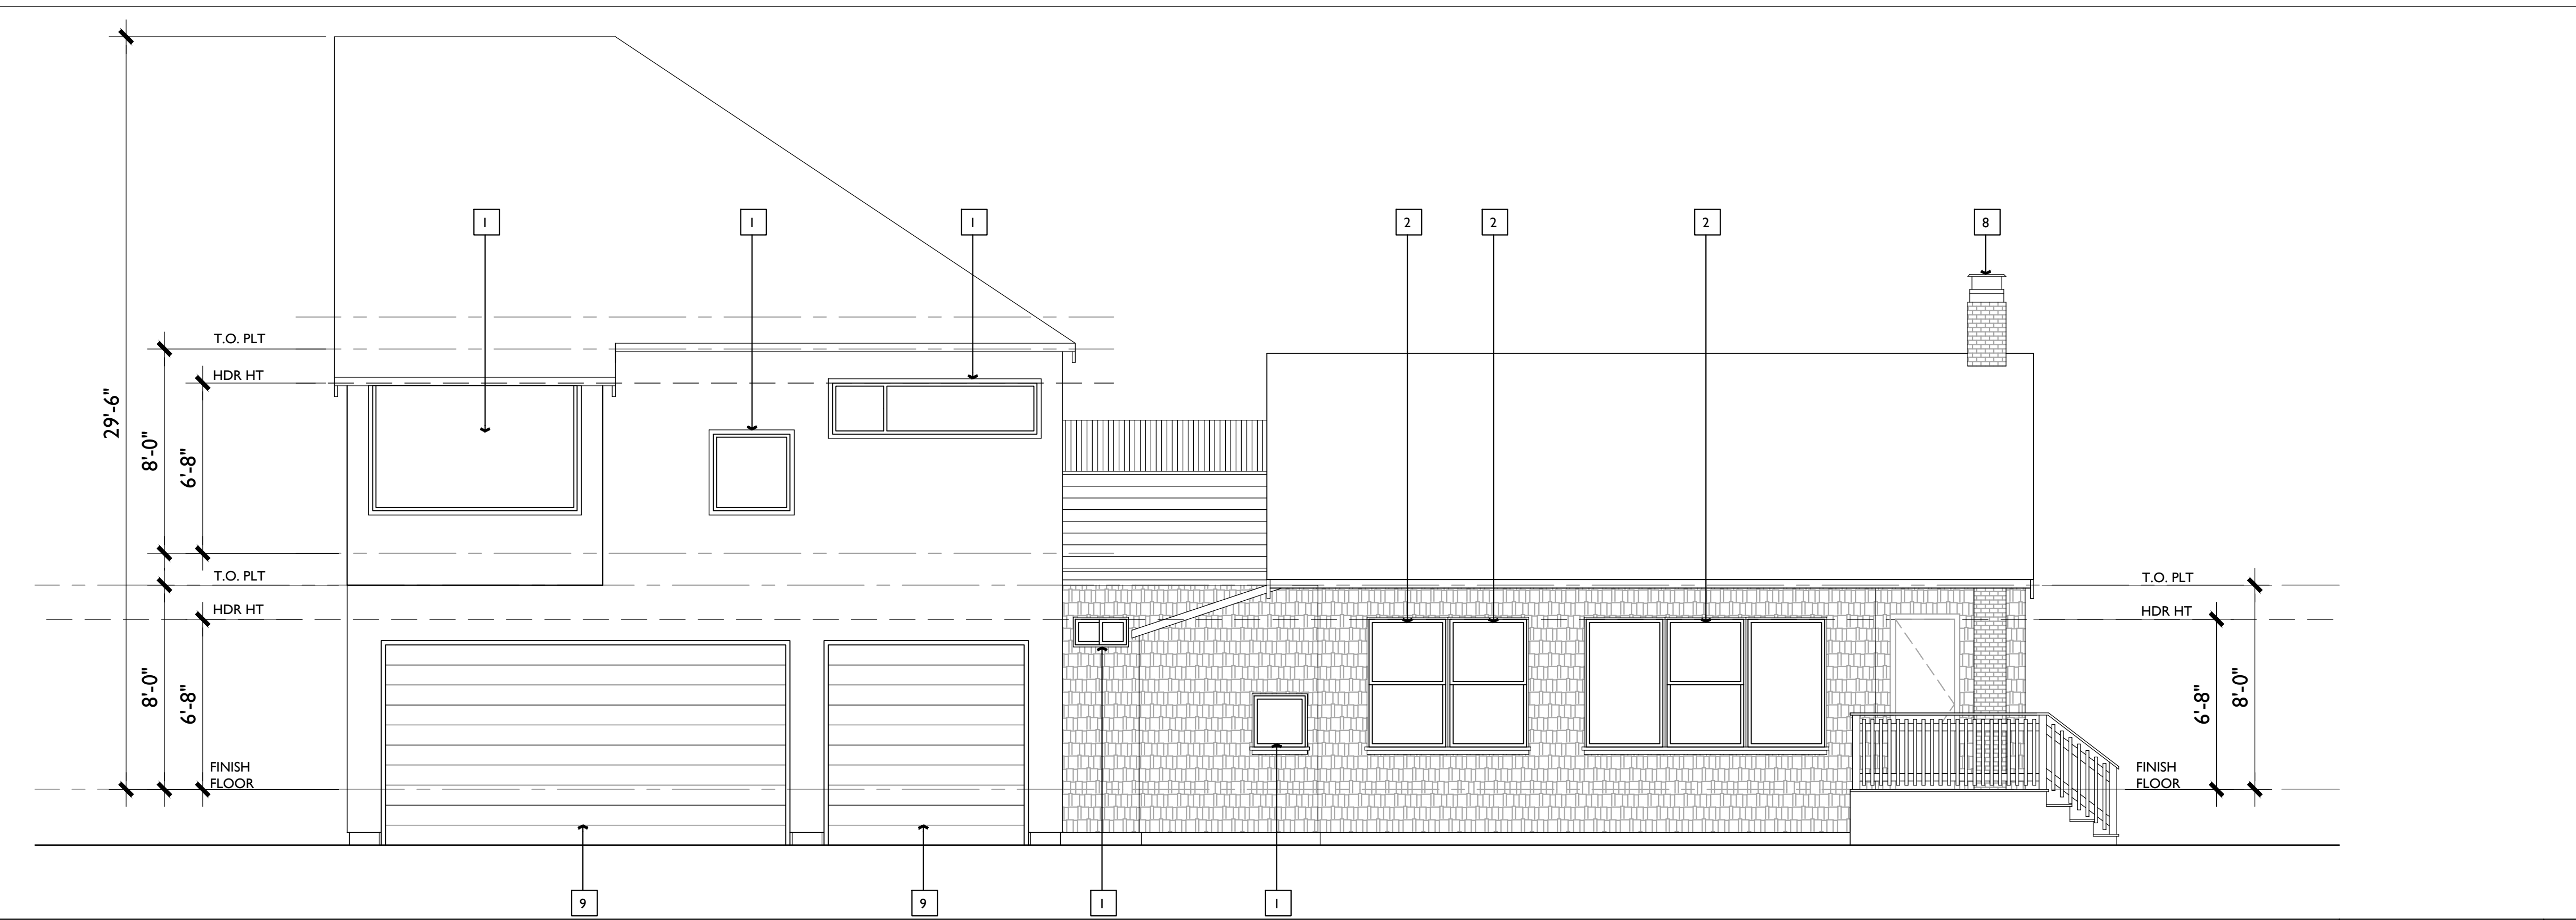 1
1
1
2
2
2
8
T.O. PLT
HDR HT
29'-6"
8'-0"
6'-8"
T.O. PLT
HDR HT
8'-0"
6'-8"
FINISH
FLOOR
T.O. PLT
HDR HT
6'-8"
8'-0"
FINISH
FLOOR
9
9
1
1